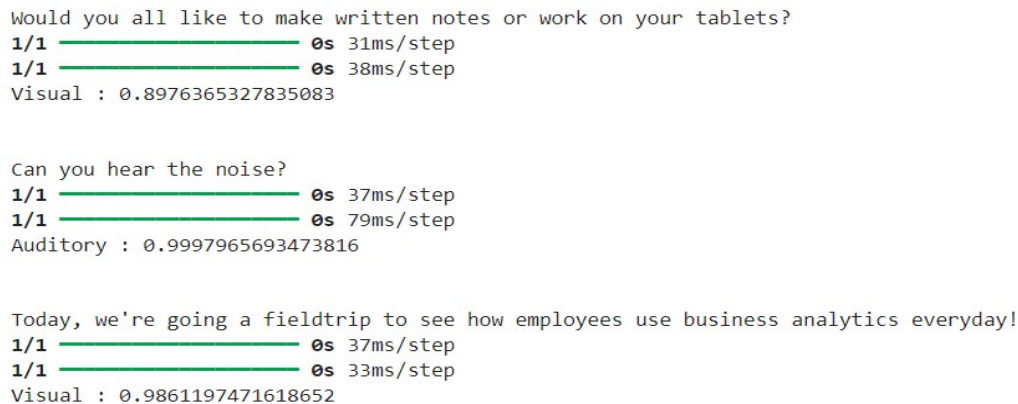 Would you all like to make written notes or work on your tablets?
1/1 ━━━━━━━━━━━━━━━━━━━━ 0s 31ms/step
1/1 ━━━━━━━━━━━━━━━━━━━━ 0s 38ms/step
Visual : 0.8976365327835083
Can you hear the noise?
1/1 ━━━━━━━━━━━━━━━━━━━━ 0s 37ms/step
1/1 ━━━━━━━━━━━━━━━━━━━━ 0s 79ms/step
Auditory : 0.9997965693473816
Today, we're going a fieldtrip to see how employees use business analytics everyday!
1/1 ━━━━━━━━━━━━━━━━━━━━ 0s 37ms/step
1/1 ━━━━━━━━━━━━━━━━━━━━ 0s 33ms/step
Visual : 0.9861197471618652